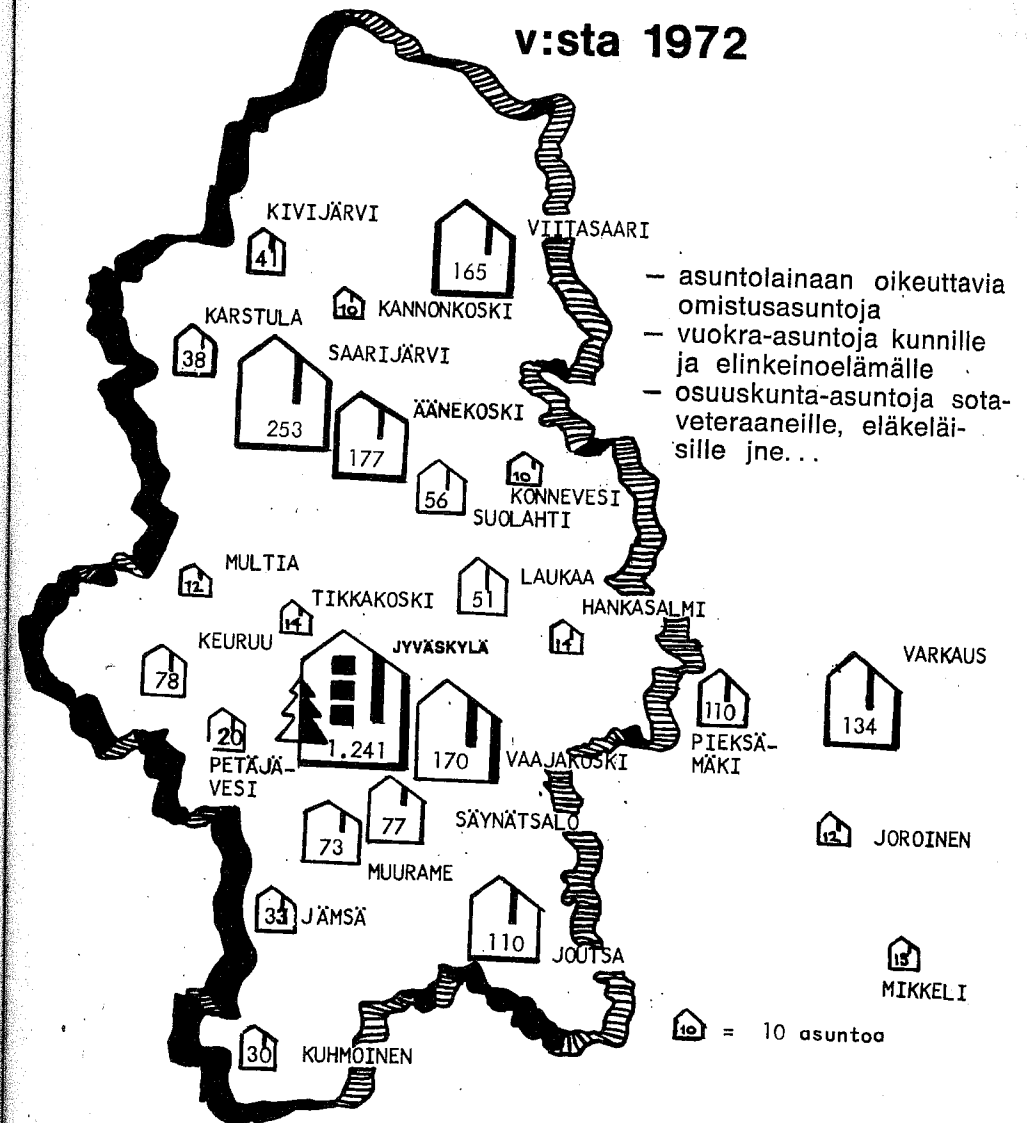 v:sta 1972
KIVIJÄRVI
41
165
VIITASAARI
10
KANNONKOSKI
KARSTULA
38
SAARIJÄRVI
253
ÄÄNEKOSKI
177
56
SUOLAHTI
10
KONNEVESI
– asuntolainaan oikeuttavia
omistusasuntoja
– vuokra-asuntoja kunnille
ja elinkeinoelämälle
– osuuskunta-asuntoja sota-
veteraaneille, eläkeläi-
sille jne...
MULTIA
12
TIKKAKOSKI
14
LAUKAA
51
HANKASALMI
14
KEURUU
78
JYVÄSKYLÄ
1.241
170
VAAJAKOSKI
20
PETÄJÄ-
VESI
110
PIEKSÄ-
MÄKI
VARKAUS
134
77
SÄYNÄTSALO
73
MUURAME
12
JOROINEN
33
JÄMSÄ
110
JOUTSA
15
MIKKELI
30
KUHMOINEN
10 = 10 asuntoa